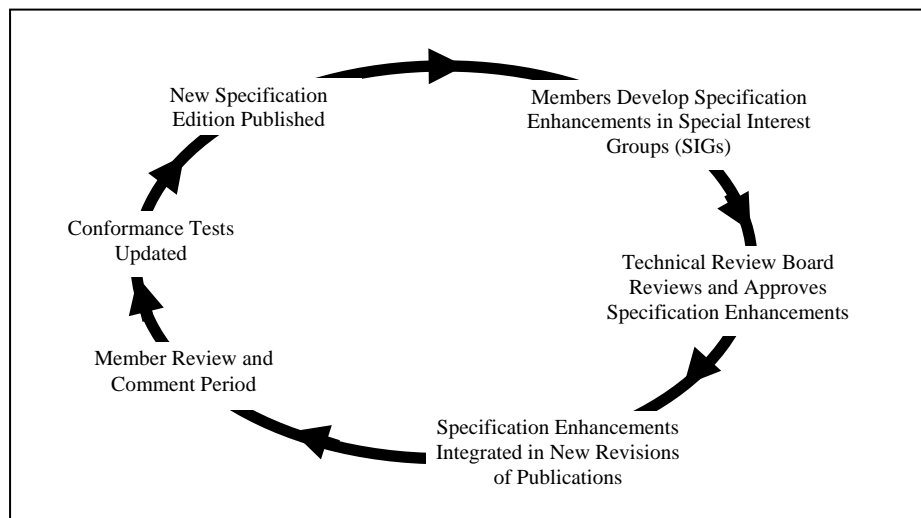 New Specification
Edition Published
Members Develop Specification
Enhancements in Special Interest
Groups (SIGs)
Technical Review Board
Reviews and Approves
Specification Enhancements
Specification Enhancements
Integrated in New Revisions
of Publications
Member Review and
Comment Period
Conformance Tests
Updated